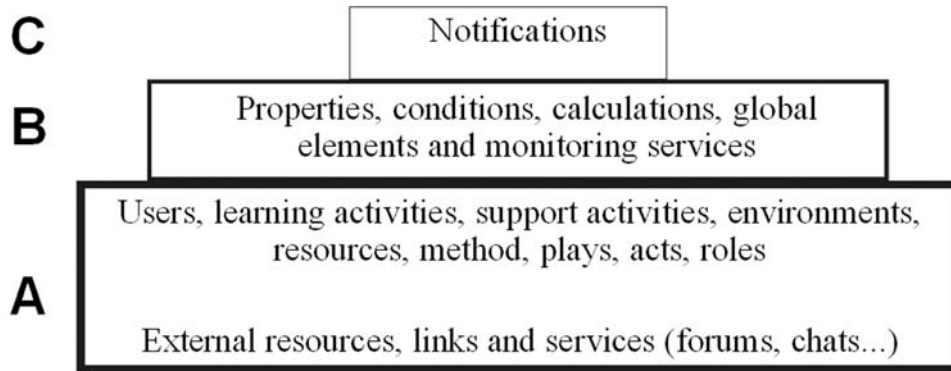 C
Notifications
B
Properties, conditions, calculations, global
elements and monitoring services
Users, learning activities, support activities, environments,
resources, method, plays, acts, roles
A
External resources, links and services (forums, chats...)